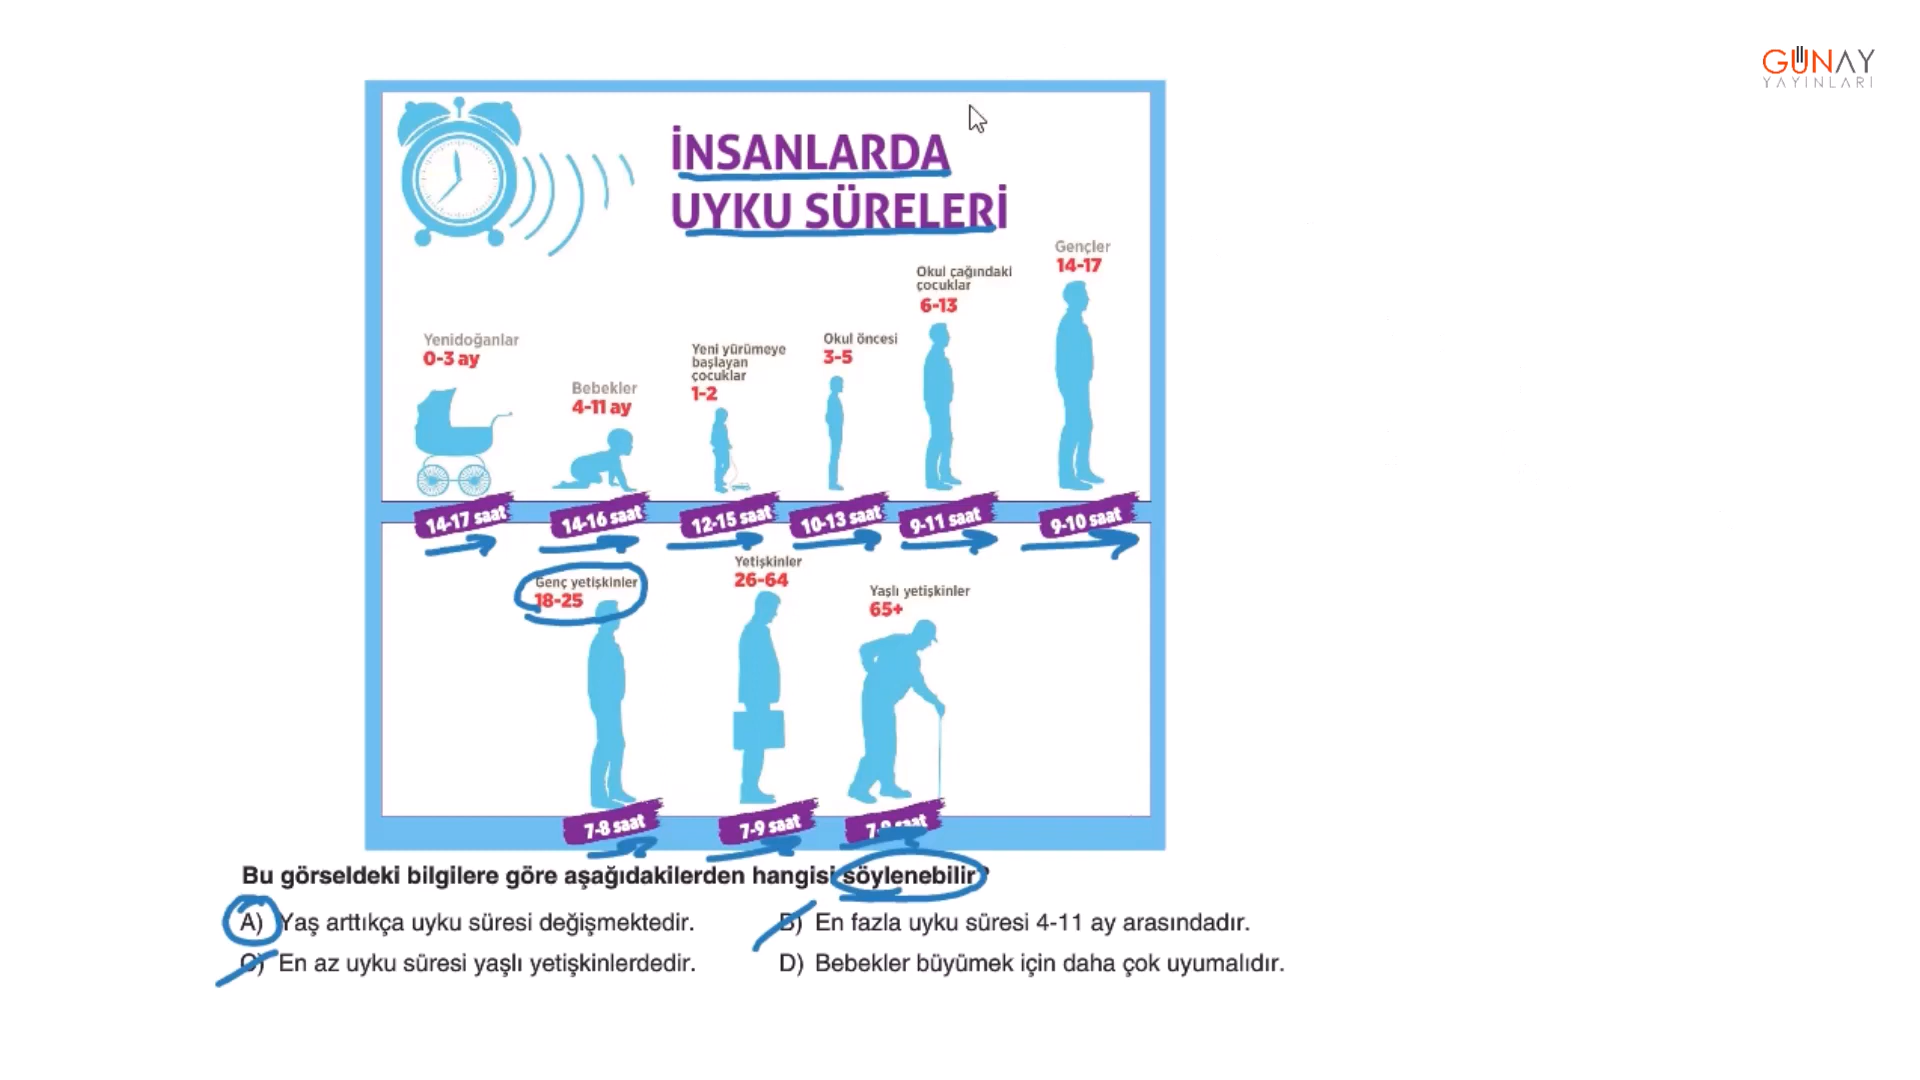 GÜNAY
YAYINLARI
İNSANLARDA
UYKU SÜRELERİ
Yenidoğanlar
0-3 ay
14-17 saat
Bebekler
4-11 ay
14-16 saat
Yeni yürümeye
başlayan
çocuklar
1-2
12-15 saat
Okul öncesi
3-5
10-13 saat
Okul çağındaki
çocuklar
6-13
9-11 saat
Gençler
14-17
9-10 saat
Genç yetişkinler
18-25
7-8 saat
Yetişkinler
26-64
7-9 saat
Yaşlı yetişkinler
65+
Bu görseldeki bilgilere göre aşağıdakilerden hangisi söylenebilir?
A) Yaş arttıkça uyku süresi değişmektedir.
B) En fazla uyku süresi 4-11 ay arasındadır.
C) En az uyku süresi yaşlı yetişkinlerdedir.
D) Bebekler büyümek için daha çok uyumalıdır.